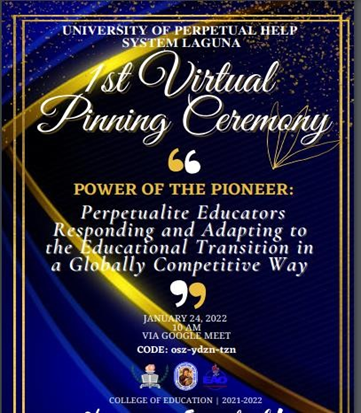 UNIVERSITY OF PERPETUAL HELP
SYSTEM LAGUNA
1st Virtual
Pinning Ceremony
POWER OF THE PIONEER:
Perpetualite Educators
Responding and Adapting to
the Educational Transition in
a Globally Competitive Way
JANUARY 24, 2022
10 AM
VIA GOOGLE MEET
CODE: osz-ydzn-tzn
COLLEGE OF EDUCATION | 2021-2022